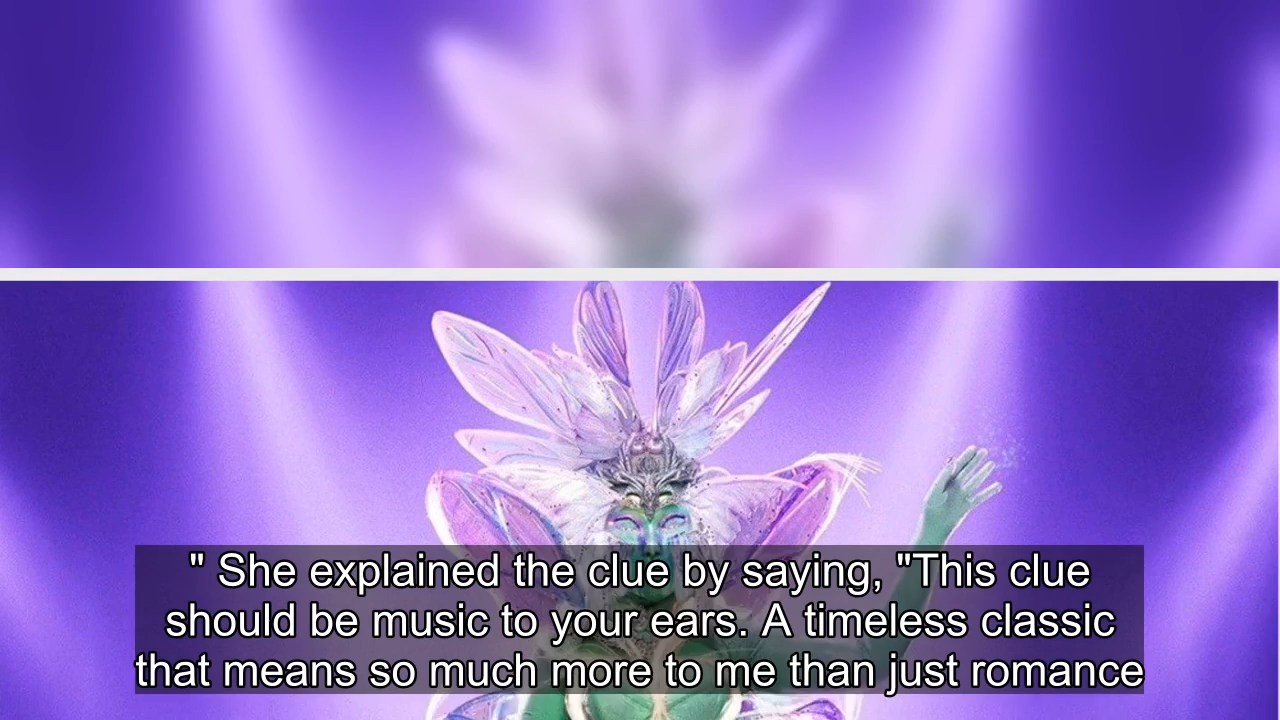 " She explained the clue by saying, "This clue
should be music to your ears. A timeless classic
that means so much more to me than just romance